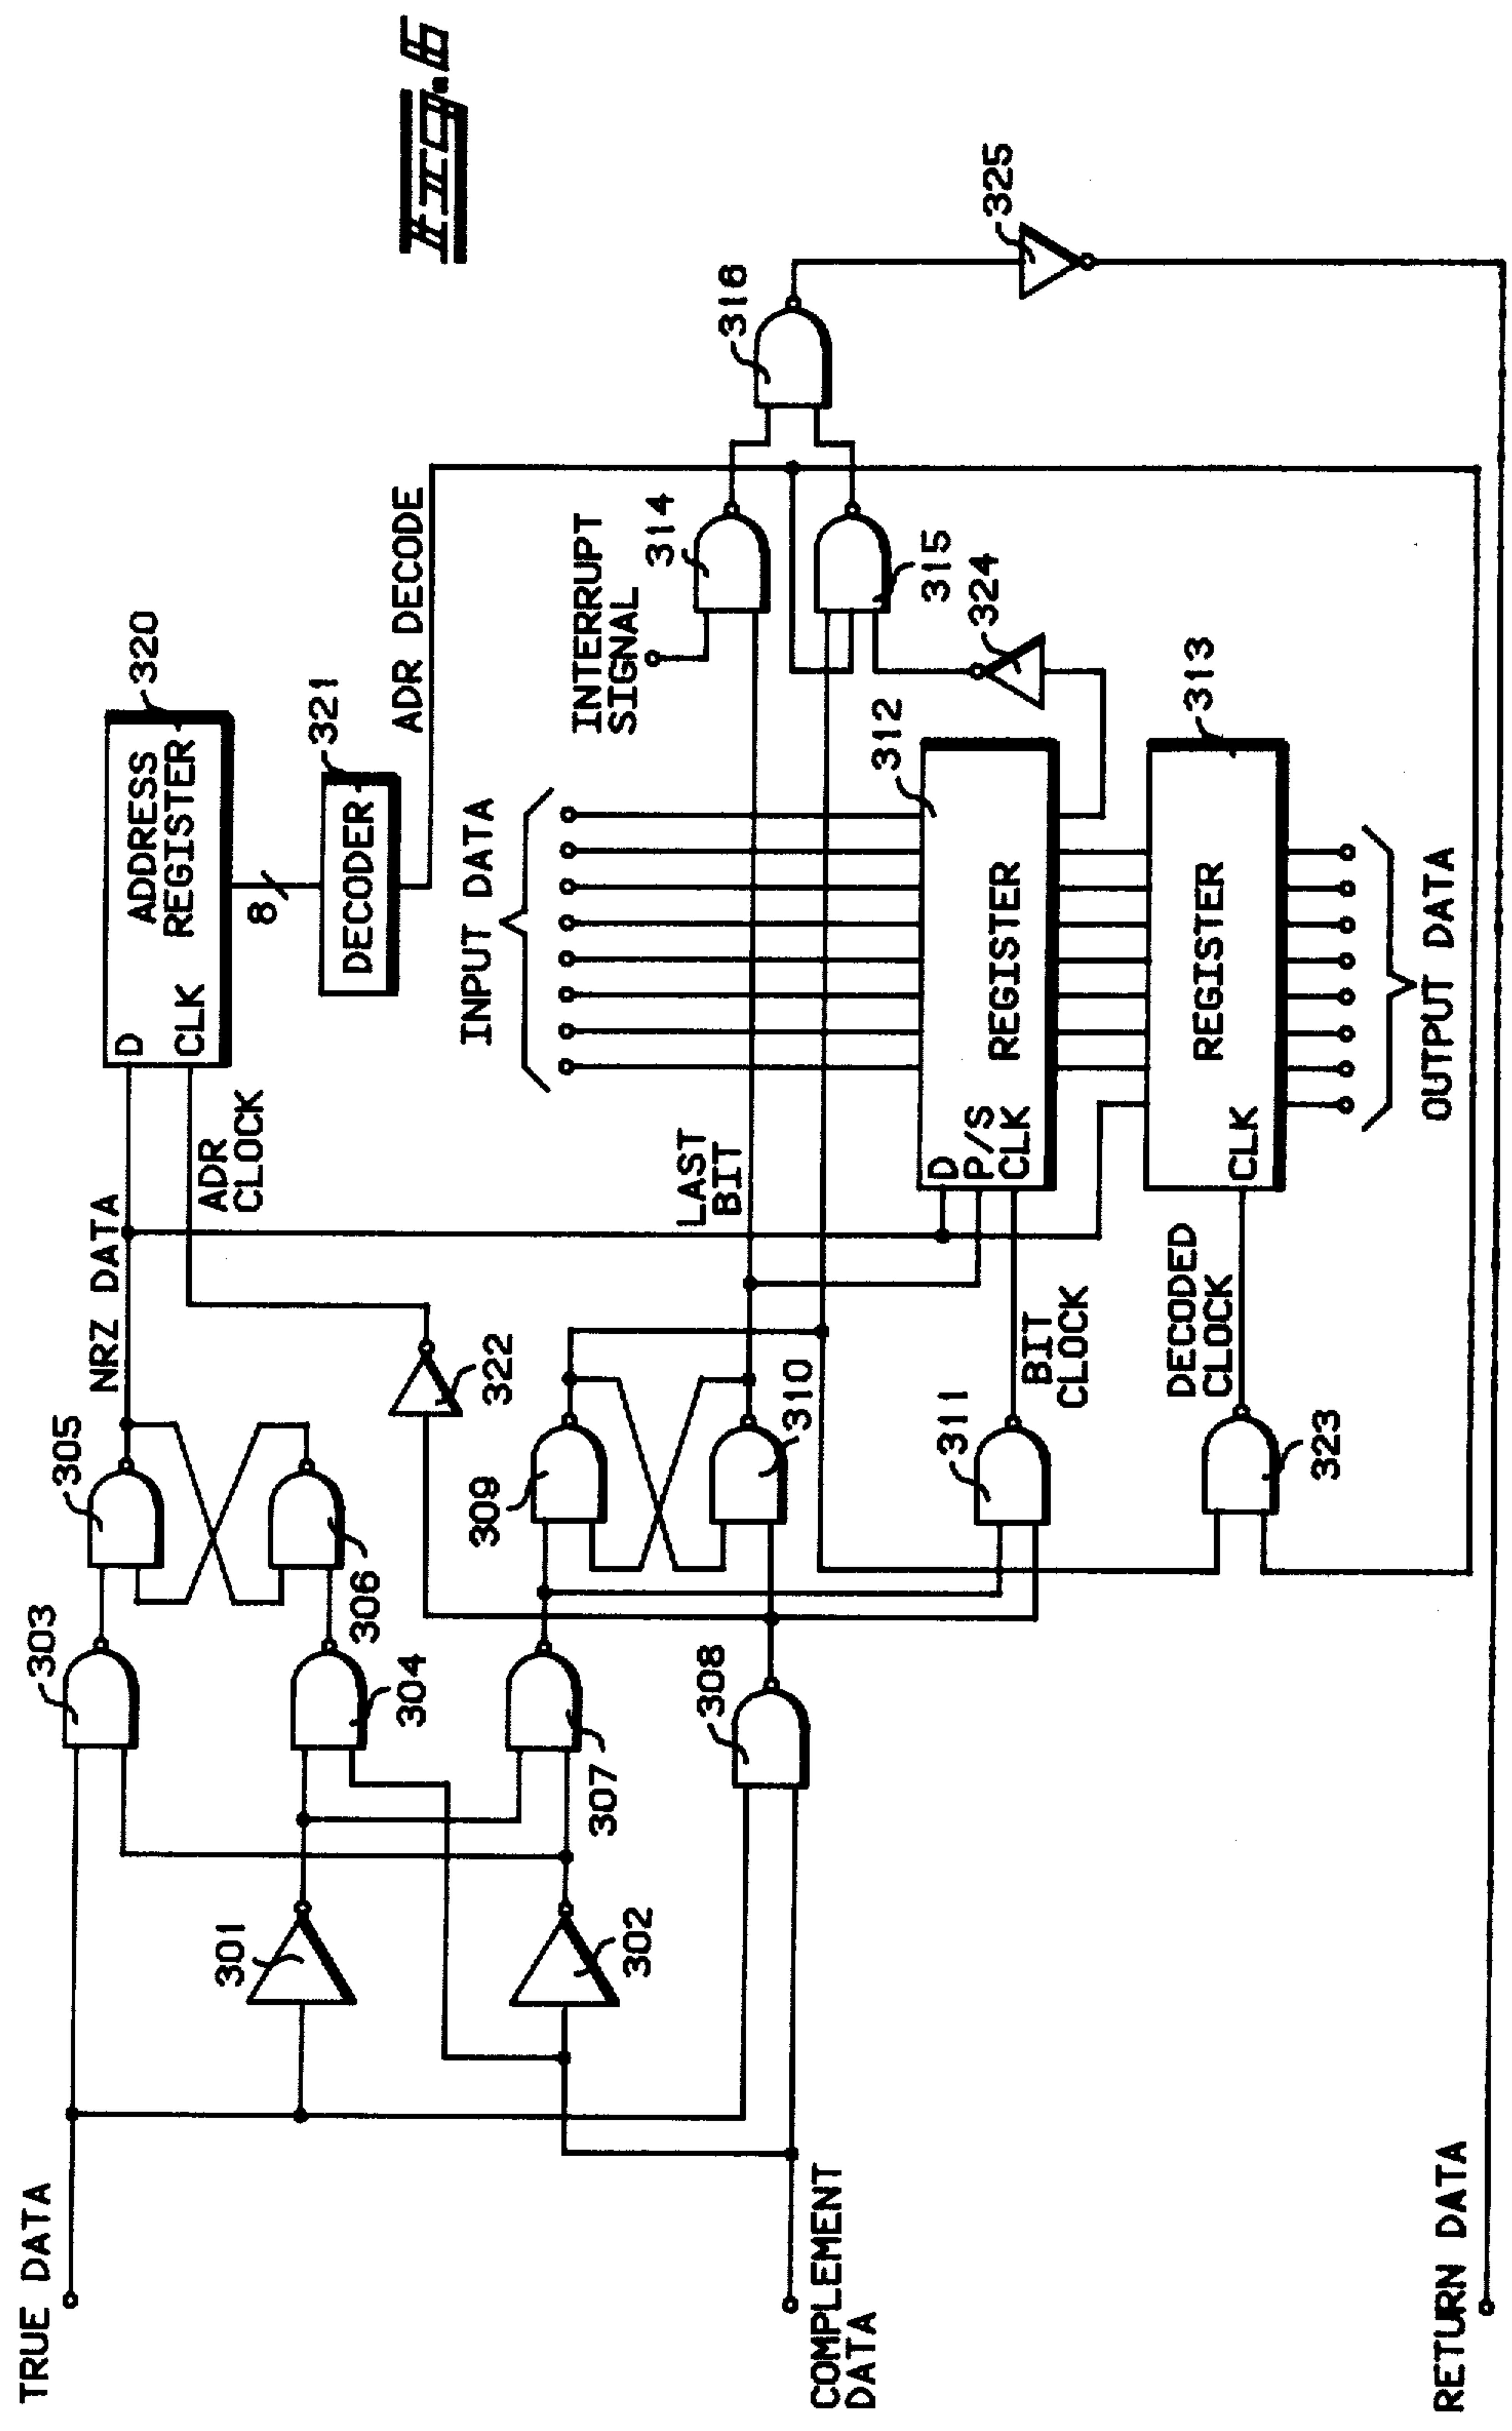 Fig. 6
TRUE DATA
COMPLEMENT
DATA
RETURN DATA
301
302
303
304
305
306
307
308
309
310
311
322
323
NRZ DATA
ADR
CLOCK
LAST
BIT
BIT
CLOCK
DECODED
CLOCK
D
CLK
ADDRESS
REGISTER
320
8
DECODER
321
ADR DECODE
INPUT DATA
INTERRUPT
SIGNAL
314
315
316
324
325
D
P/S
CLK
REGISTER
312
CLK
REGISTER
313
OUTPUT DATA